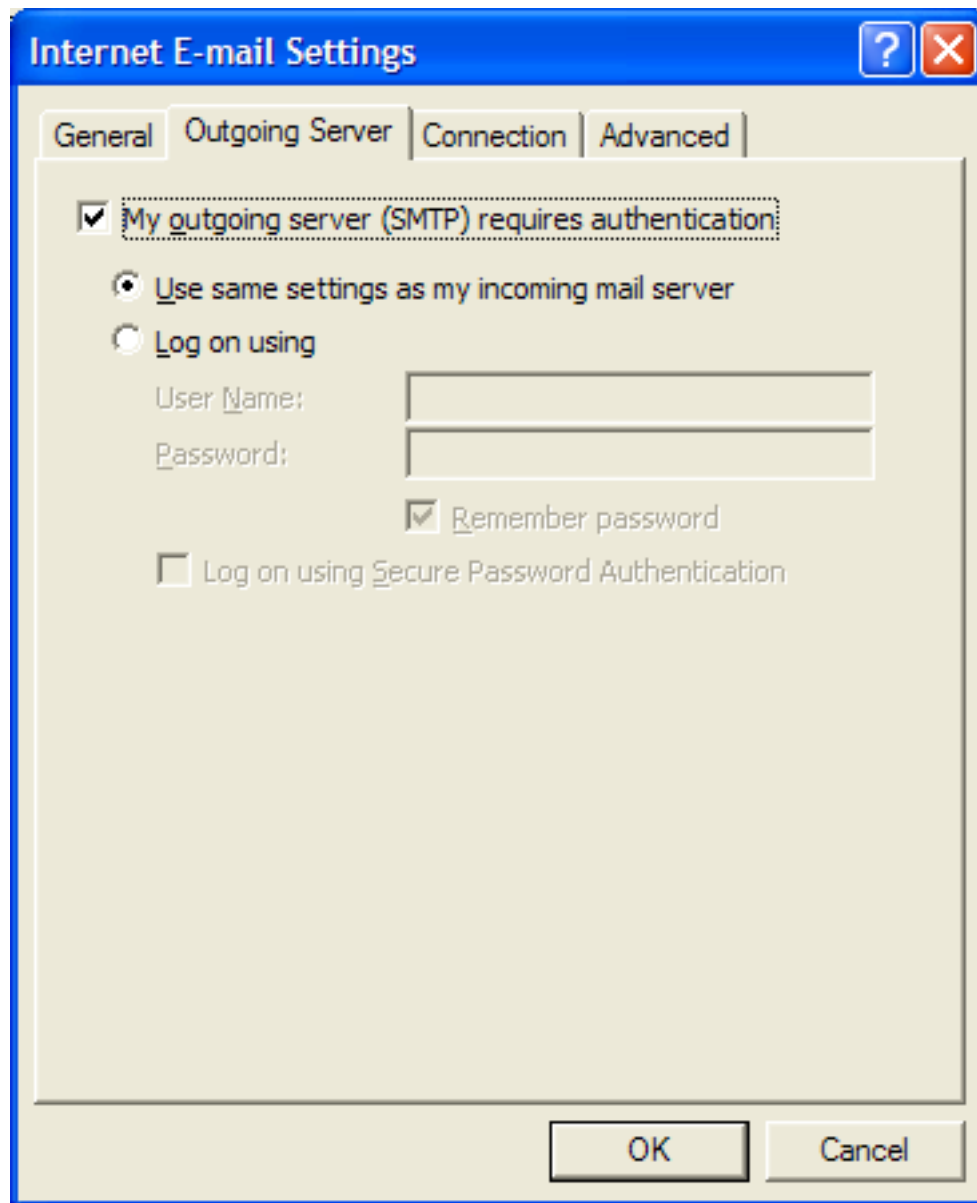 Internet E-mail Settings
?
General Outgoing Server Connection Advanced
My outgoing server (SMTP) requires authentication
Use same settings as my incoming mail server
Log on using
User Name:
Password:
Remember password
Log on using Secure Password Authentication
OK Cancel